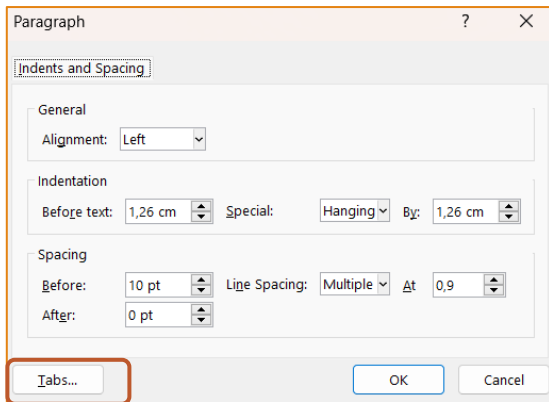 Paragraph ?
Indents and Spacing
General
Alignment: Left
Indentation
Before text: 1,26 cm Special: Hanging By: 1,26 cm
Spacing
Before: 10 pt Line Spacing: Multiple At 0,9
After: 0 pt
Tabs... OK Cancel